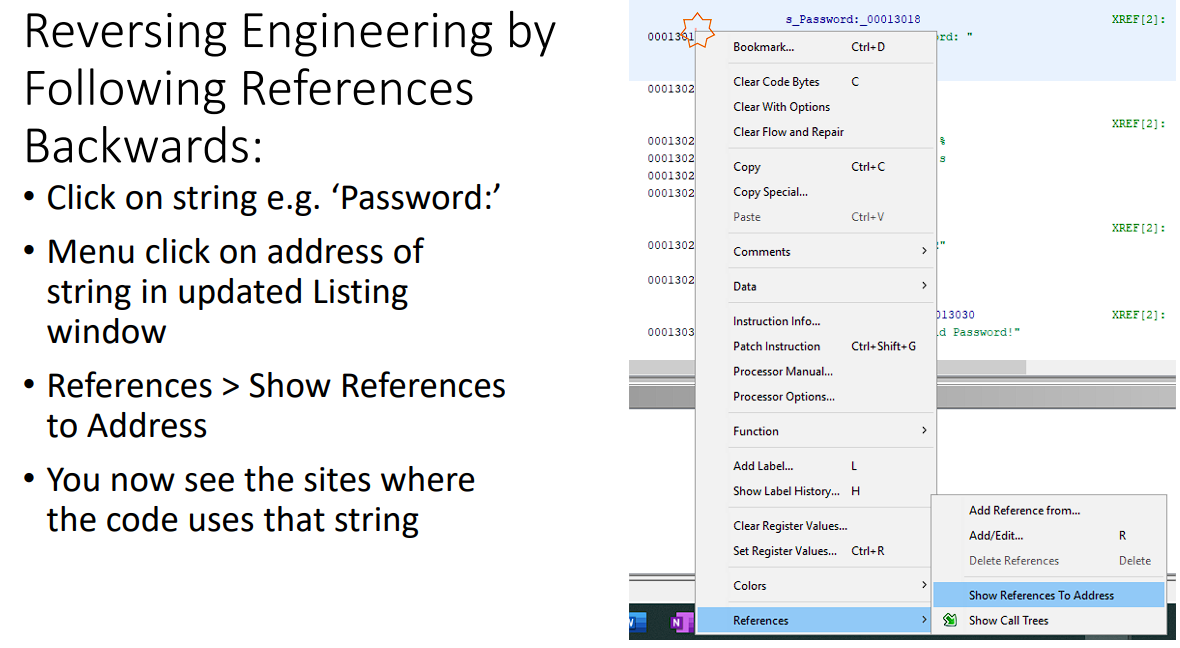 Reversing Engineering by
Following References
Backwards:
• Click on string e.g. ‘Password:’
• Menu click on address of
string in updated Listing
window
• References > Show References
to Address
• You now see the sites where
the code uses that string
s_Password:_00013018 XREF[2]:
0001301 rd: "
Bookmark... Ctrl+D
Clear Code Bytes C
0001302
Clear With Options
XREF[2]:
Clear Flow and Repair
0001302 %
0001302 s
Copy Ctrl+C
0001302
Copy Special...
0001302
Paste Ctrl+V
XREF[2]:
0001302 "
Comments >
0001302
Data >
013030 XREF[2]:
Instruction Info...
0001303 d Password!"
Patch Instruction Ctrl+Shift+G
Processor Manual...
Processor Options...
Function >
Add Label... L
Show Label History... H
Clear Register Values...
Set Register Values... Ctrl+R
Colors >
References >
Add Reference from...
Add/Edit... R
Delete References Delete
Show References To Address
Show Call Trees
W
N